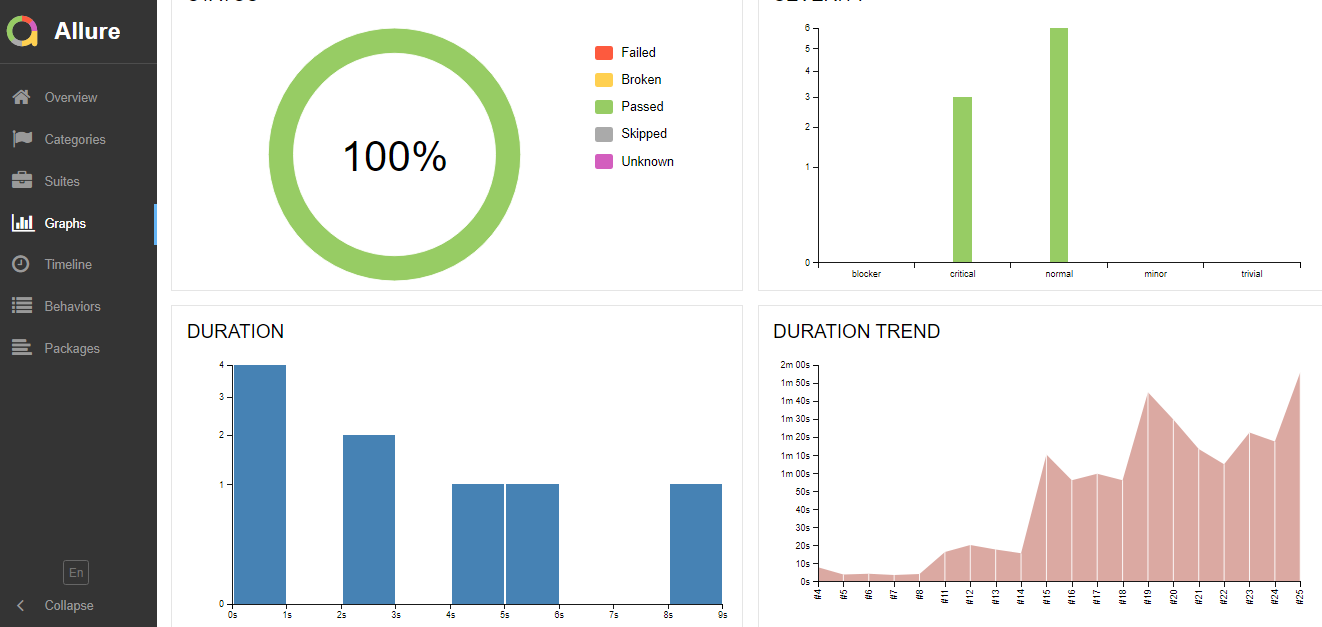 Allure
Overview
Categories
Suites
Graphs
Timeline
Behaviors
Packages
En
Collapse
STATUS
100%
Failed
Broken
Passed
Skipped
Unknown
SEVERITY
6
5
4
3
2
1
0
blocker critical normal minor trivial
DURATION
4
3
2
1
0
0s 1s 2s 3s 4s 5s 6s 7s 8s 9s
DURATION TREND
2m 00s
1m 50s
1m 40s
1m 30s
1m 20s
1m 10s
1m 00s
50s
40s
30s
20s
10s
0s
#4 #5 #6 #7 #8 #11 #12 #13 #14 #15 #16 #17 #18 #19 #20 #21 #22 #23 #24 #25